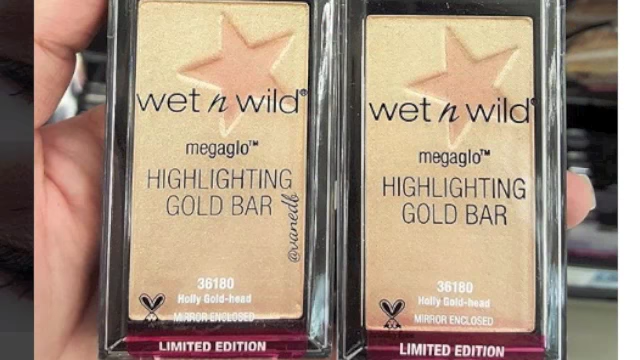 wet n wild®
megaglo™
HIGHLIGHTING
GOLD BAR
@vanedb
36180
Holly Gold-head
MIRROR ENCLOSED
LIMITED EDITION
wet n wild®
megaglo™
HIGHLIGHTING
GOLD BAR
36180
Holly Gold-head
MIRROR ENCLOSED
LIMITED EDITION